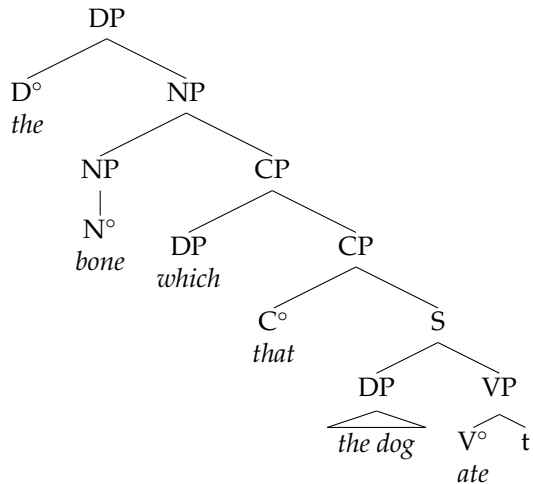 DP
D° NP
the
NP CP
N° DP CP
bone which
C° S
that
DP VP
the dog V° t
ate